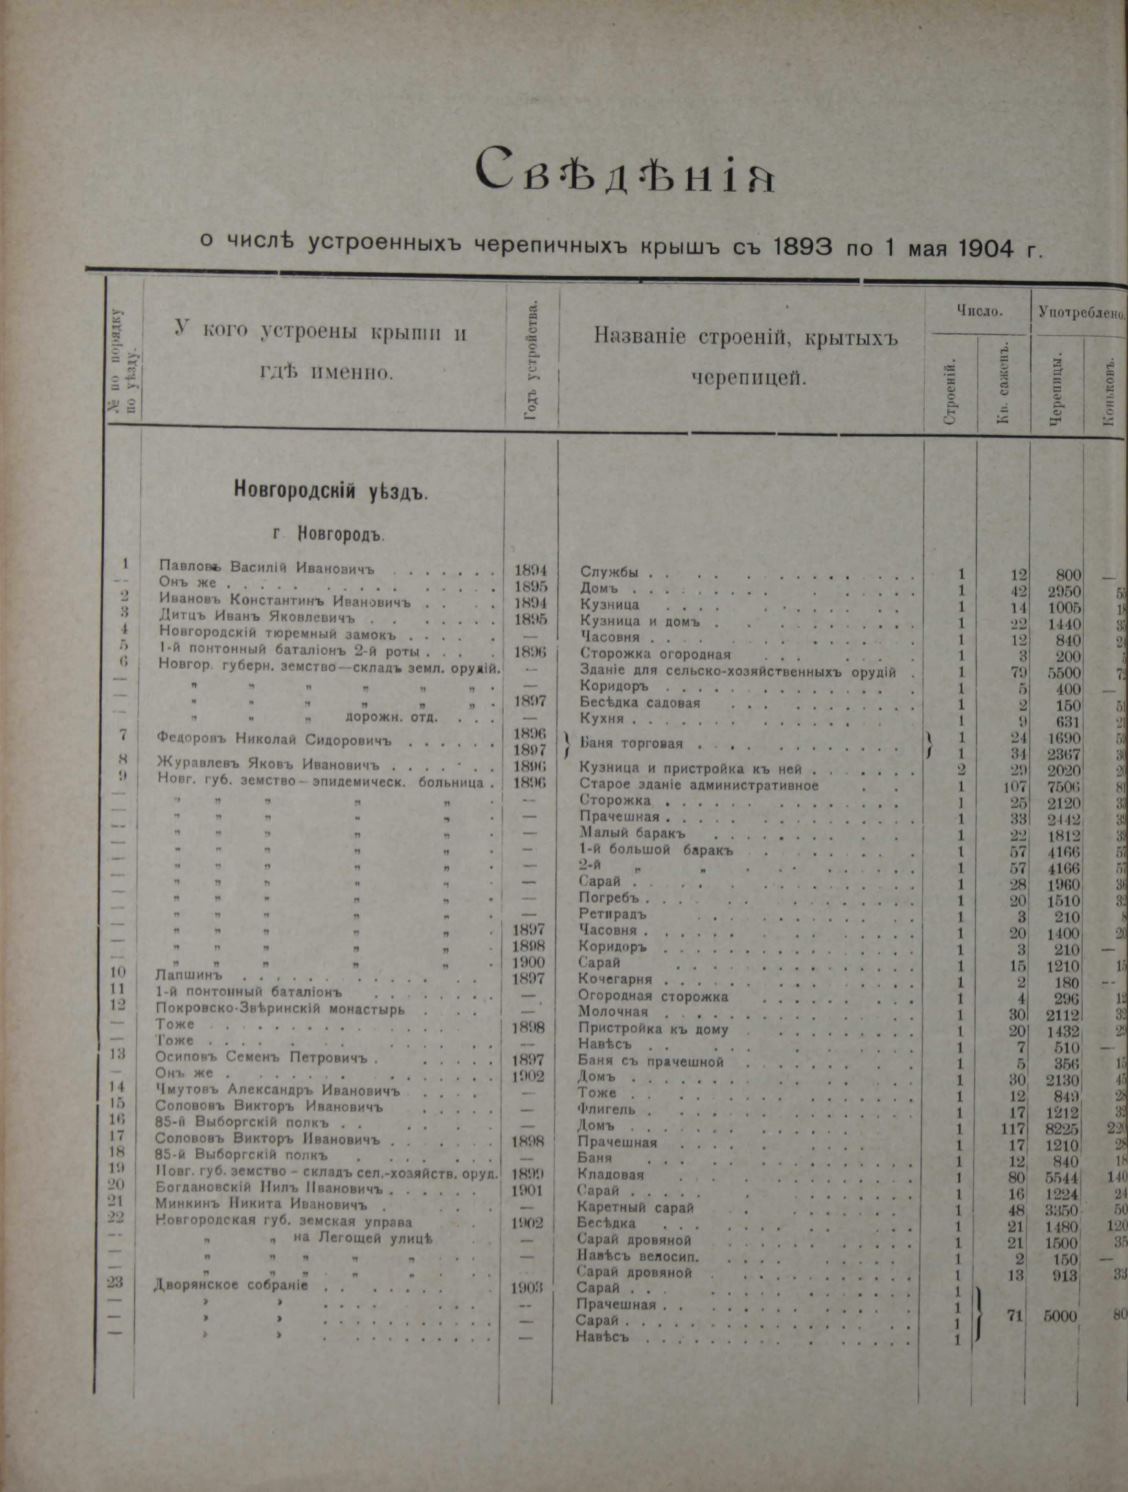 Свѣдѣнія
о числѣ устроенныхъ черепичныхъ крышъ съ 1893 по 1 мая 1904 г.
№ по порядку по уѣзду.
У кого устроены крыши и
гдѣ именно.
Годъ устройства.
Названіе строеній, крытыхъ
черепицей.
Число. Употреблено.
Строеній. Кв. сажен. Черепицы. Коньковъ.
Новгородскій уѣздъ.
г Новгородъ.
1 Павловъ Василій Ивановичъ 1894 Службы 1 12 800 —
— Онъ же 1895 Домъ 1 42 2950
2 Ивановъ Константинъ Ивановичъ 1894 Кузница 1 14 1005
3 Дитцъ Иванъ Яковлевичъ 1895 Кузница и домъ 1 22 1440
4 Новгородскій тюремный замокъ — Часовня 1 12 840
5 1-й понтонный баталіонъ 2-й роты 1896 Сторожка огородная 1 3 200
6 Новгор. губерн. земство—складъ земл. орудій. — Зданіе для сельско-хозяйственныхъ орудій 1 79 5500
— „ „ „ „ „ „ — Коридоръ 1 5 400 —
— „ „ „ „ „ „ 1897 Бесѣдка садовая 1 2 150
— „ „ „ дорожн. отд. — Кухня 1 9 631
7 Федоровъ Николай Сидоровичъ 1896 } Баня торговая } 1 24 1690
1897 1 34 2367
8 Журавлевъ Яковъ Ивановичъ 1896 Кузница и пристройка къ ней 2 29 2020
9 Новг. губ. земство—эпидемическ. больница 1896 Старое зданіе административное 1 107 7506
— „ „ „ „ „ — Сторожка 1 25 2120
— „ „ „ „ „ — Прачешная 1 33 2442
— „ „ „ „ „ — Малый баракъ 1 22 1812
— „ „ „ „ „ — 1-й большой баракъ 1 57 4166
— „ „ „ „ „ — 2-й „ „ 1 57 4166
— „ „ „ „ „ — Сарай 1 28 1960
— „ „ „ „ „ — Погребъ 1 20 1510
— „ „ „ „ „ — Ретирадъ 1 3 210
— „ „ „ „ „ 1897 Часовня 1 20 1400
— „ „ „ „ „ 1898 Коридоръ 1 3 210 —
— „ „ „ „ „ 1900 Сарай 1 15 1210
10 Лапшинъ 1897 Кочегарня 1 2 180 —
11 1-й понтонный баталіонъ — Огородная сторожка 1 4 296
12 Покровско-Звѣринскій монастырь — Молочная 1 30 2112
— Тоже 1898 Пристройка къ дому 1 20 1432
— Тоже — Навѣсъ 1 7 510 —
13 Осиповъ Семенъ Петровичъ 1897 Баня съ прачешной 1 5 356
— Онъ же 1902 Домъ 1 30 2130
14 Чмутовъ Александръ Ивановичъ — Тоже 1 12 849
15 Солововъ Викторъ Ивановичъ — Флигель 1 17 1212
16 85-й Выборгскій полкъ — Домъ 1 117 8225
17 Солововъ Викторъ Ивановичъ 1898 Прачешная 1 17 1210
18 85-й Выборгскій полкъ — Баня 1 12 840
19 Новг. губ. земство – складъ сел.-хозяйств. оруд. 1899 Кладовая 1 80 5544 140
20 Богдановскій Нилъ Ивановичъ 1901 Сарай 1 16 1224 24
21 Минкинъ Никита Ивановичъ — Каретный сарай 1 48 3350 50
22 Новгородская губ. земская управа 1902 Бесѣдка 1 21 1480 120
— „ „ на Легощей улицѣ — Сарай дровяной 1 21 1500 35
— „ „ „ „ „ — Навѣсъ велосип. 1 2 150 —
— „ „ „ „ „ Сарай дровяной 1 13 913 33
23 Дворянское собраніе 1903 Сарай 1
— „ „ — Прачешная 1
— „ „ — Сарай 1 } 71 5000 80
— „ „ — Навѣсъ 1